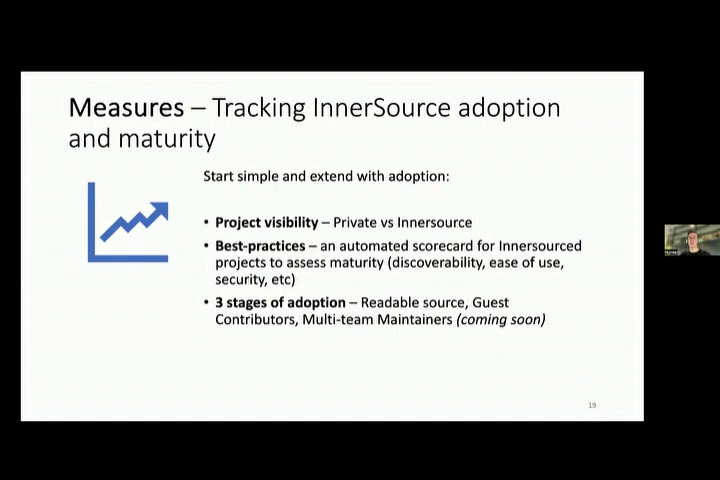 Measures – Tracking InnerSource adoption
and maturity
Start simple and extend with adoption:
• Project visibility – Private vs Innersource
• Best-practices – an automated scorecard for Innersourced
projects to assess maturity (discoverability, ease of use,
security, etc)
• 3 stages of adoption – Readable source, Guest
Contributors, Multi-team Maintainers (coming soon)
19